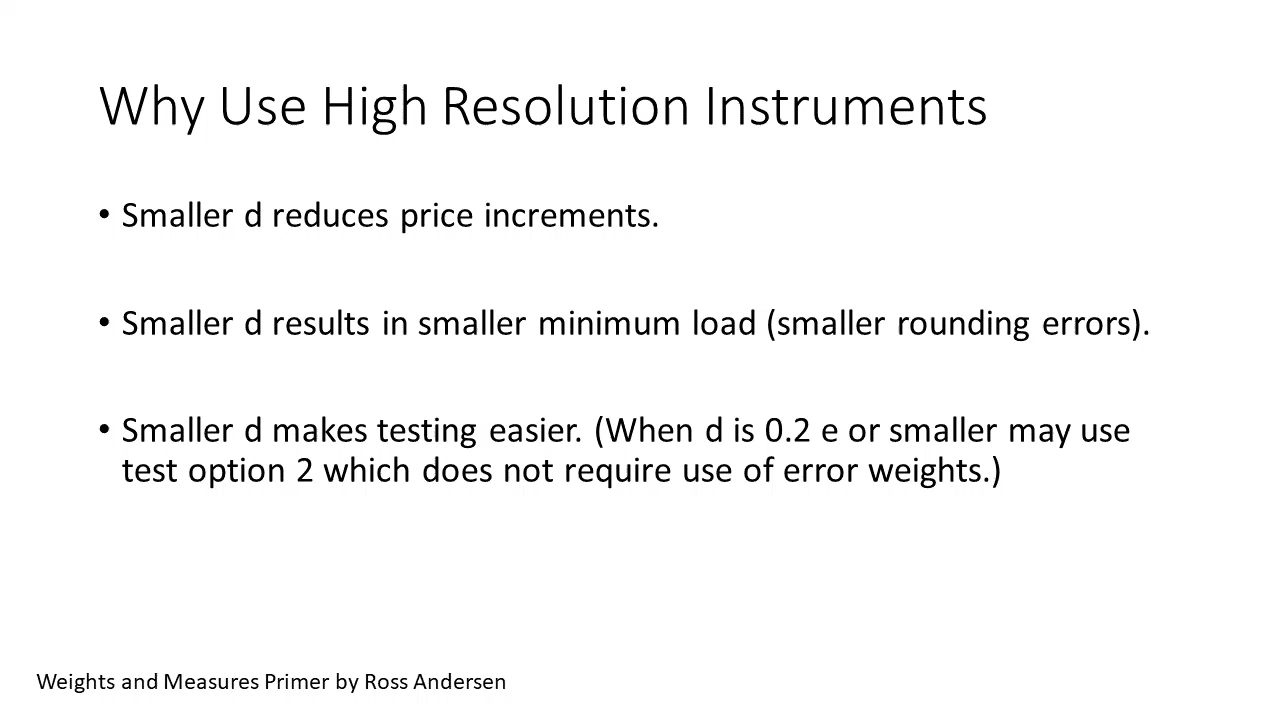 Why Use High Resolution Instruments
• Smaller d reduces price increments.
• Smaller d results in smaller minimum load (smaller rounding errors).
• Smaller d makes testing easier. (When d is 0.2 e or smaller may use
test option 2 which does not require use of error weights.)
Weights and Measures Primer by Ross Andersen